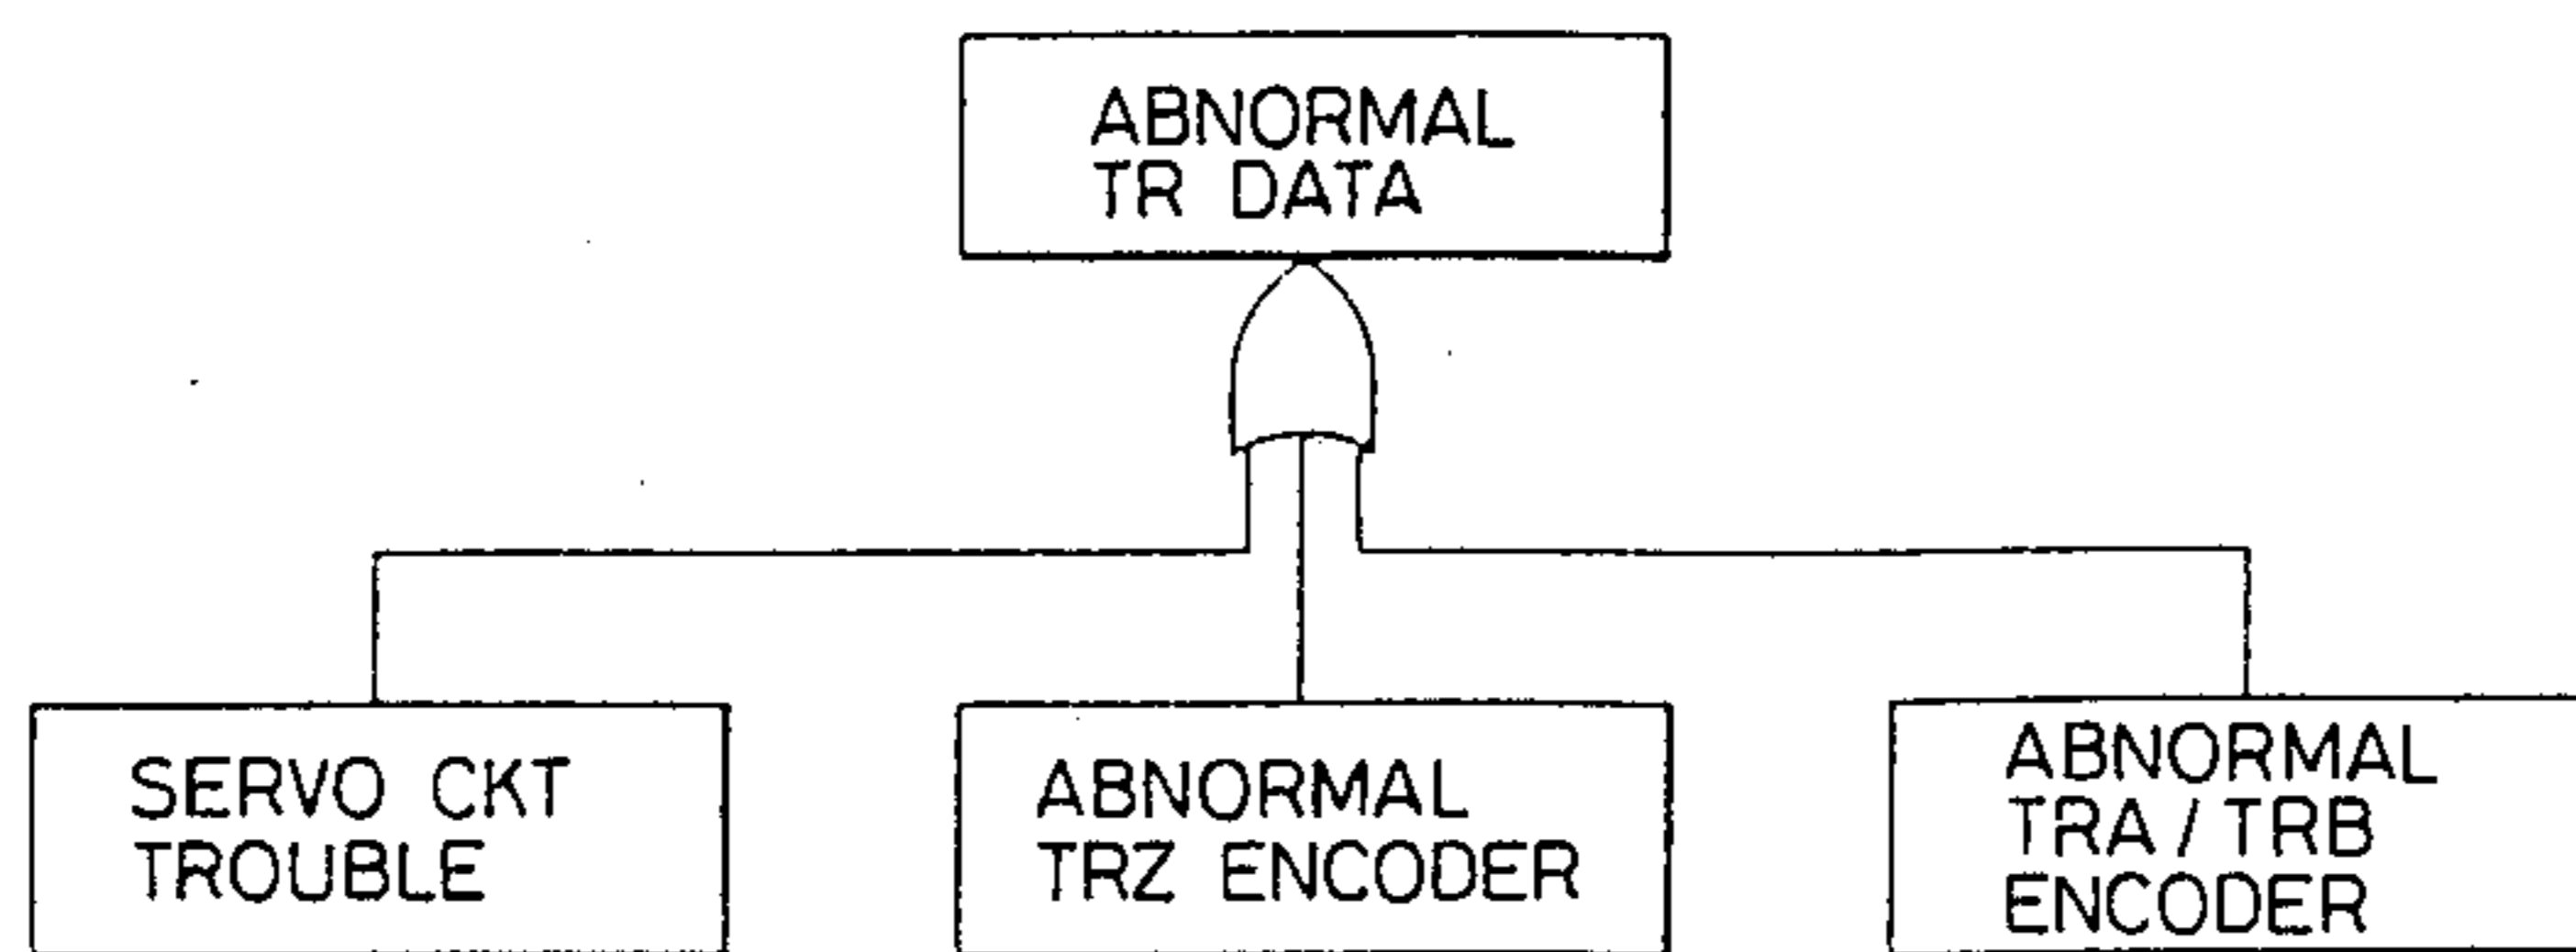 ABNORMAL
TR DATA
SERVO CKT
TROUBLE
ABNORMAL
TRZ ENCODER
ABNORMAL
TRA / TRB
ENCODER